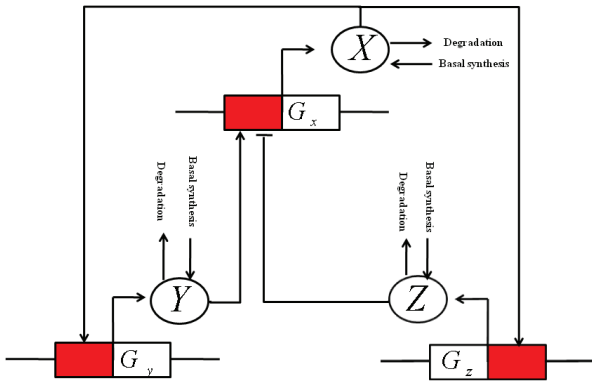 X
Degradation
Basal synthesis
G x
Degradation
Basal synthesis
Degradation
Basal synthesis
Y
Z
G y
G z